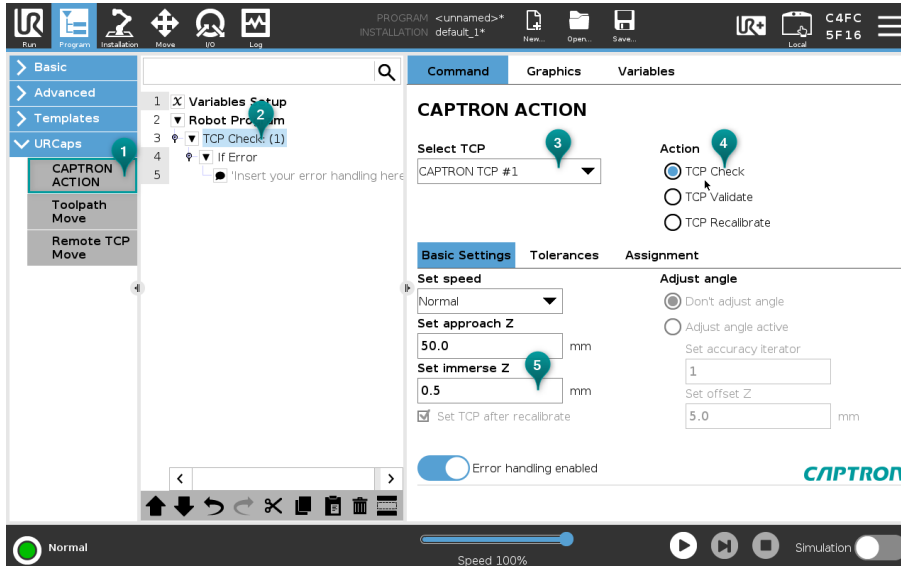 PROGRAM <unnamed>*
INSTALLATION default_1*
Run
Program
Installation
Move
I/O
Log
New...
Open...
Save...
UR+
Local
C4FC
5F16
Basic
Advanced
Templates
URCaps
CAPTRON
ACTION
Toolpath
Move
Remote TCP
Move
1
2
3
4
5
1 X Variables Setup
2 Robot Program
3 TCP Check: (1)
4 If Error
5 'Insert your error handling here
Command Graphics Variables
CAPTRON ACTION
Select TCP
CAPTRON TCP #1
Action
TCP Check
TCP Validate
TCP Recalibrate
Basic Settings Tolerances Assignment
Set speed
Normal
Set approach Z
50.0 mm
Set immerse Z
0.5 mm
Set TCP after recalibrate
Adjust angle
Don't adjust angle
Adjust angle active
Set accuracy iterator
1
Set offset Z
5.0 mm
Error handling enabled
CAPTRON
Normal
Speed 100%
Simulation